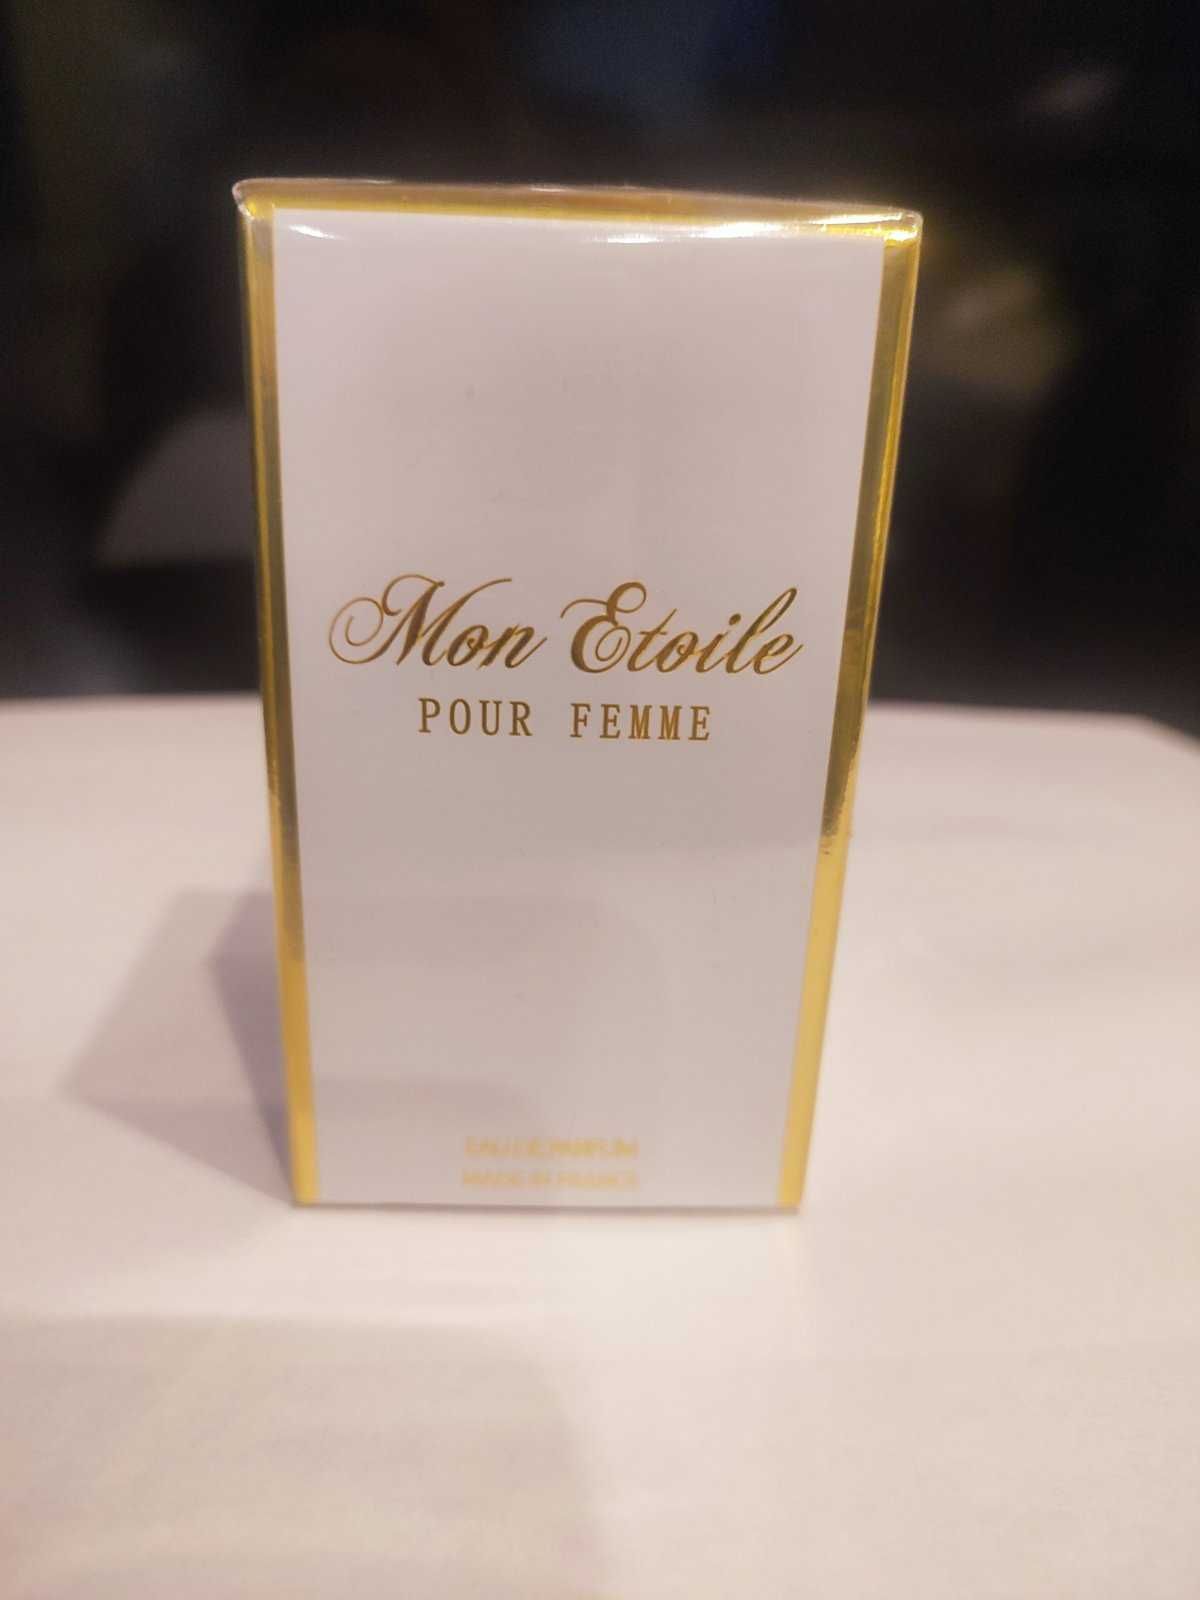 Mon Etoile
POUR FEMME
EAU DE PARFUM
MADE IN FRANCE